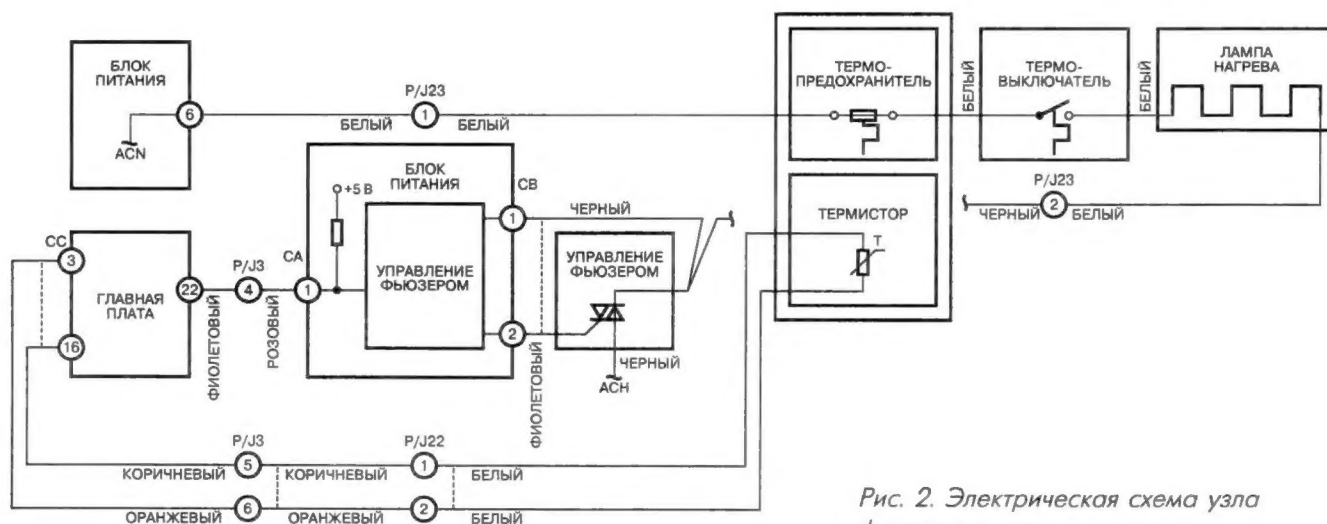 БЛОК
ПИТАНИЯ
6
ACN
P/J23
БЕЛЫЙ
1
БЕЛЫЙ
ТЕРМО-
ПРЕДОХРАНИТЕЛЬ
БЕЛЫЙ
ТЕРМО-
ВЫКЛЮЧАТЕЛЬ
БЕЛЫЙ
ЛАМПА
НАГРЕВА
P/J23
ЧЕРНЫЙ
2
БЕЛЫЙ
CC
3
16
ГЛАВНАЯ
ПЛАТА
22
ФИОЛЕТОВЫЙ
P/J3
4
РОЗОВЫЙ
CA
1
+5 В
БЛОК
ПИТАНИЯ
УПРАВЛЕНИЕ
ФЬЮЗЕРОМ
CB
1
2
ЧЕРНЫЙ
ФИОЛЕТОВЫЙ
УПРАВЛЕНИЕ
ФЬЮЗЕРОМ
ЧЕРНЫЙ
ACH
ТЕРМИСТОР
T
P/J3
P/J22
КОРИЧНЕВЫЙ
5
КОРИЧНЕВЫЙ
1
БЕЛЫЙ
ОРАНЖЕВЫЙ
6
ОРАНЖЕВЫЙ
2
БЕЛЫЙ
Рис. 2. Электрическая схема узла